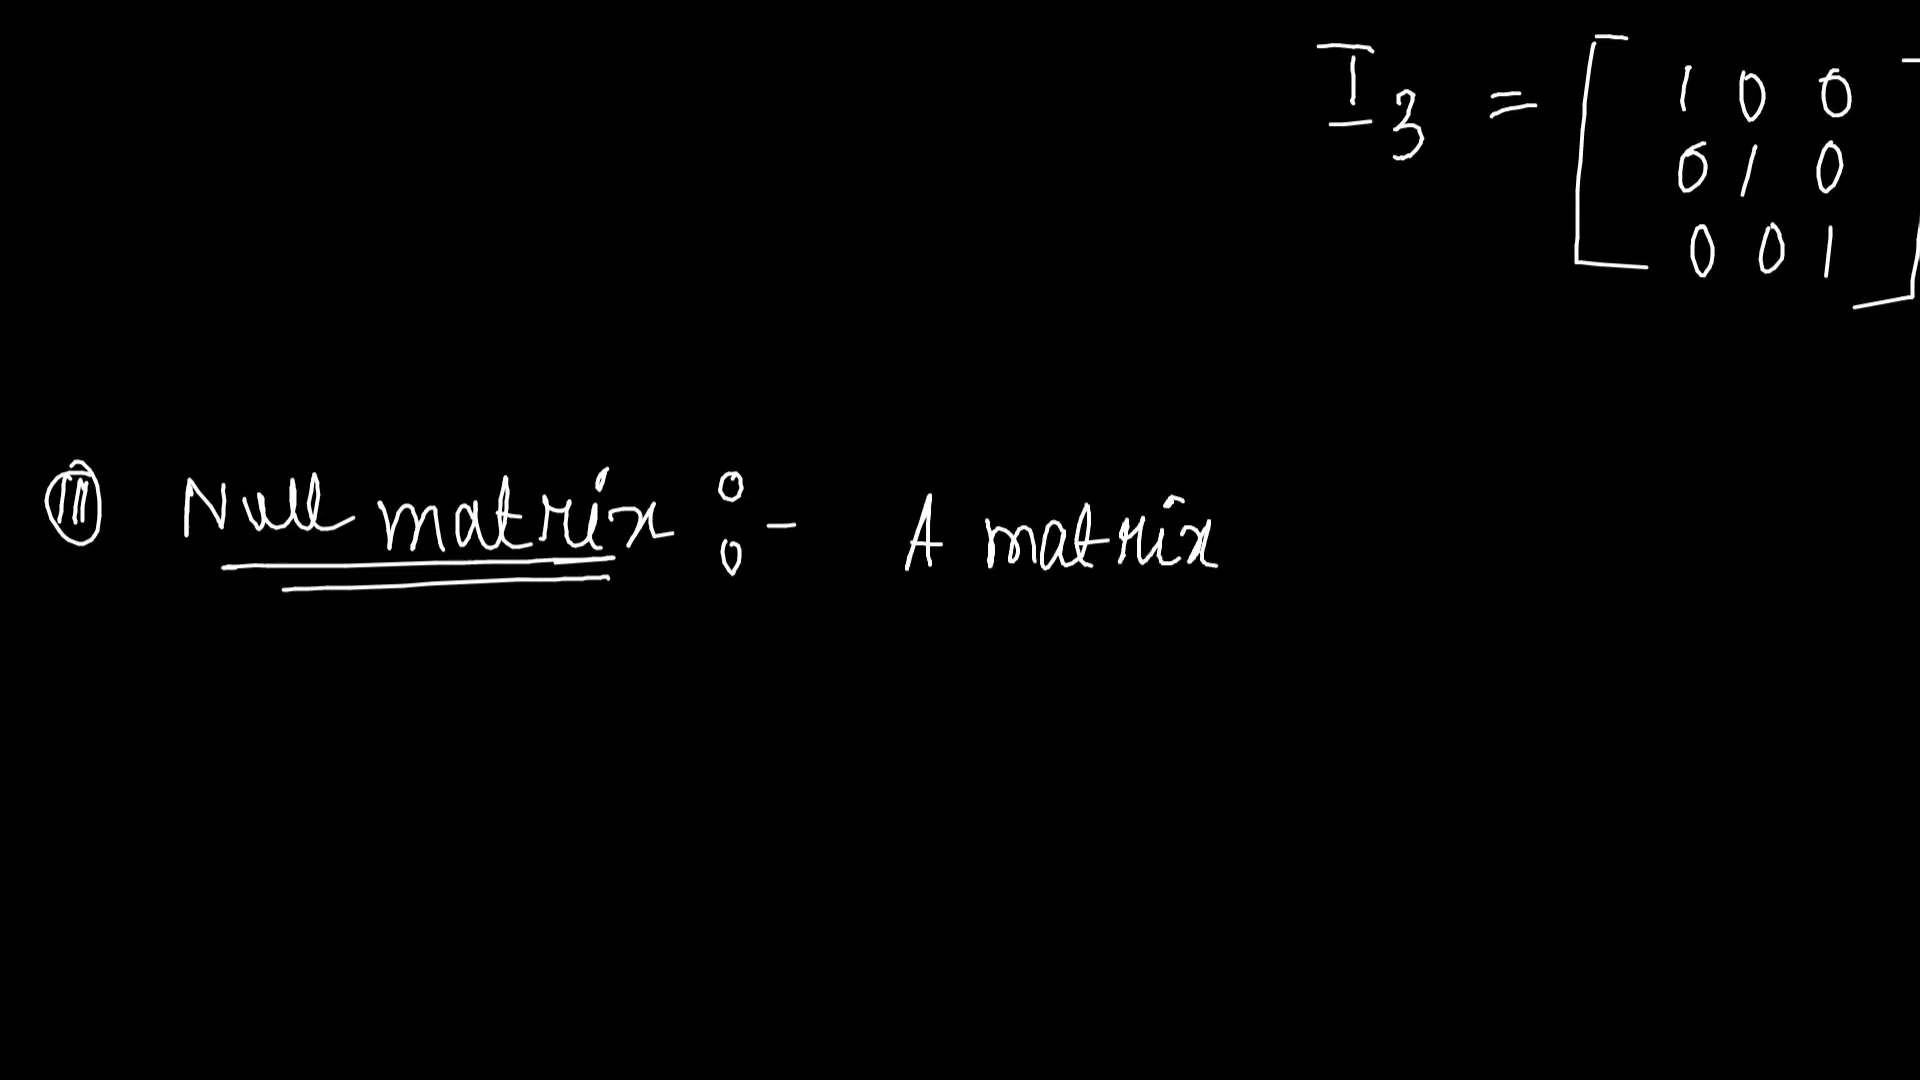 I3 = [ 1 0 0
0 1 0
0 0 1 ]
(III) Null matrix :- A matrix